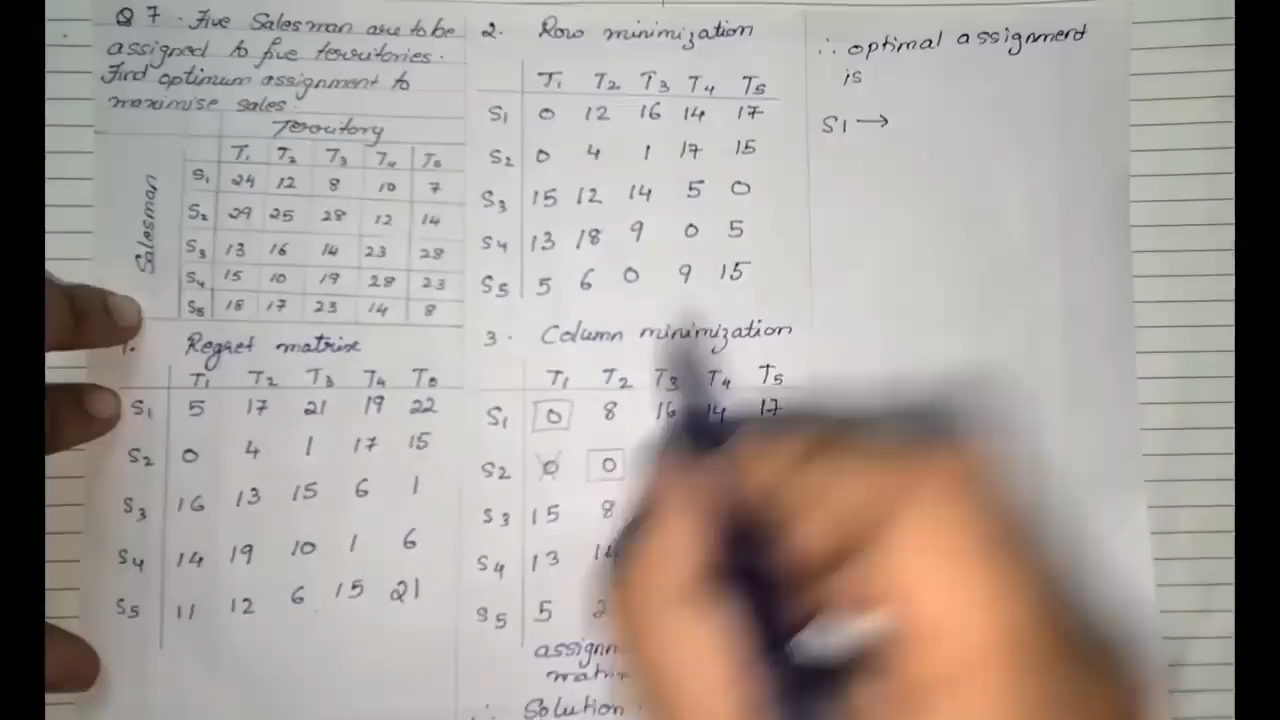 Q 7. Five Salesman are to be
assigned to five territories.
Find optimum assignment to
maximise sales.
Territory
T1 T2 T3 T4 T5
Salesman
S1 24 12 8 10 7
S2 29 25 28 12 14
S3 13 16 14 23 28
S4 15 10 19 28 23
S5 18 17 23 14 8
1. Regret matrix
T1 T2 T3 T4 T5
S1 5 17 21 19 22
S2 0 4 1 17 15
S3 16 13 15 6 1
S4 14 19 10 1 6
S5 11 12 6 15 21
2. Row minimization
T1 T2 T3 T4 T5
S1 0 12 16 14 17
S2 0 4 1 17 15
S3 15 12 14 5 0
S4 13 18 9 0 5
S5 5 6 0 9 15
3. Column minimization
T1 T2 T3 T4 T5
S1 0 8 16 14 17
S2 0 0
S3 15 8
S4 13 14
S5 5 2
∴ Solution
∴ optimal assignment
is
S1 →